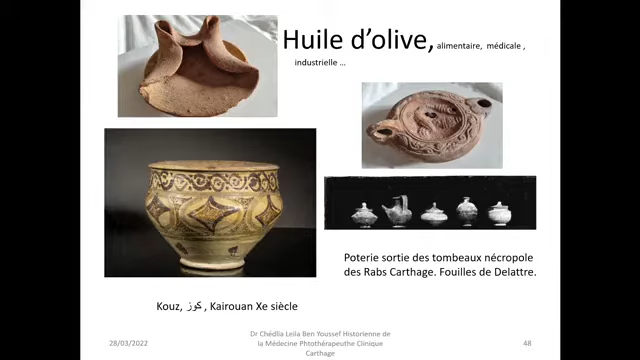 Huile d'olive, alimentaire, médicale ,
industrielle ...
Poterie sortie des tombeaux nécropole
des Rabs Carthage. Fouilles de Delattre.
Kouz, كوز , Kairouan Xe siècle
28/03/2022
Dr Chédlia Leila Ben Youssef Historienne de
la Médecine Phtothérapeuthe Clinique
Carthage
48